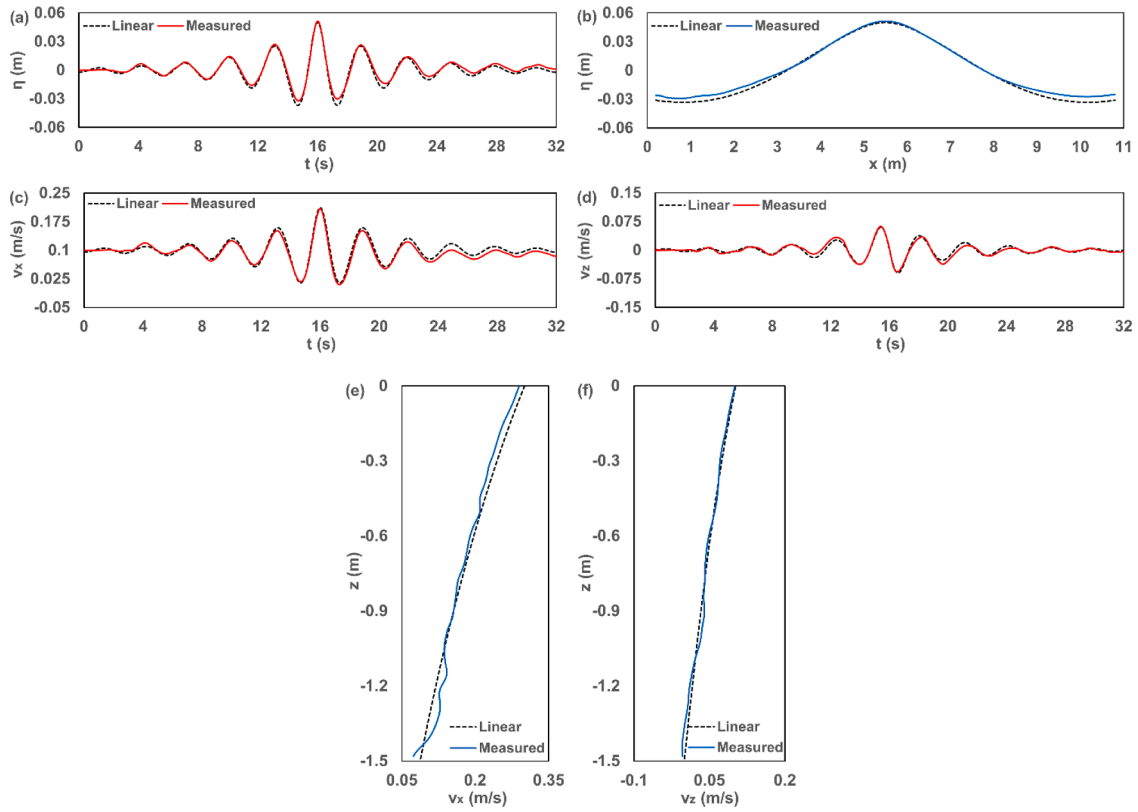 (a)
0.06
0.03
0
-0.03
-0.06
η (m)
Linear
Measured
0 4 8 12 16 20 24 28 32
t (s)
(b)
0.06
0.03
0
-0.03
-0.06
η (m)
Linear
Measured
0 1 2 3 4 5 6 7 8 9 10 11
x (m)
(c)
0.25
0.175
0.1
0.025
-0.05
vx (m/s)
Linear
Measured
0 4 8 12 16 20 24 28 32
t (s)
(d)
0.15
0.075
0
-0.075
-0.15
vz (m/s)
Linear
Measured
0 4 8 12 16 20 24 28 32
t (s)
(e)
0
-0.3
-0.6
-0.9
-1.2
-1.5
z (m)
Linear
Measured
0.05 0.2 0.35
vx (m/s)
(f)
0
-0.3
-0.6
-0.9
-1.2
-1.5
z (m)
Linear
Measured
-0.1 0.05 0.2
vz (m/s)